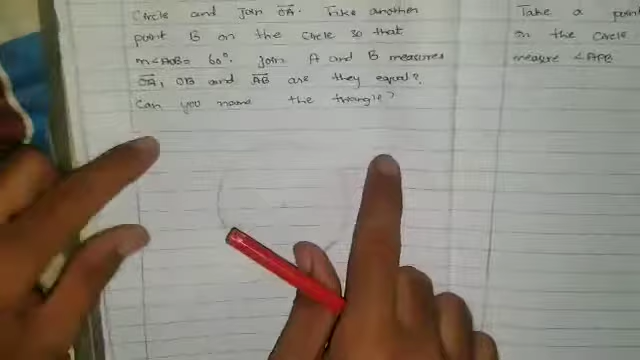 Circle and join OA. Take another
point B on the circle so that
m∠AOB= 60°. Join A and B measures
OA, OB and AB are they equal?
Can you name the triangle?
Take a point
on the circle
measure ∠APB